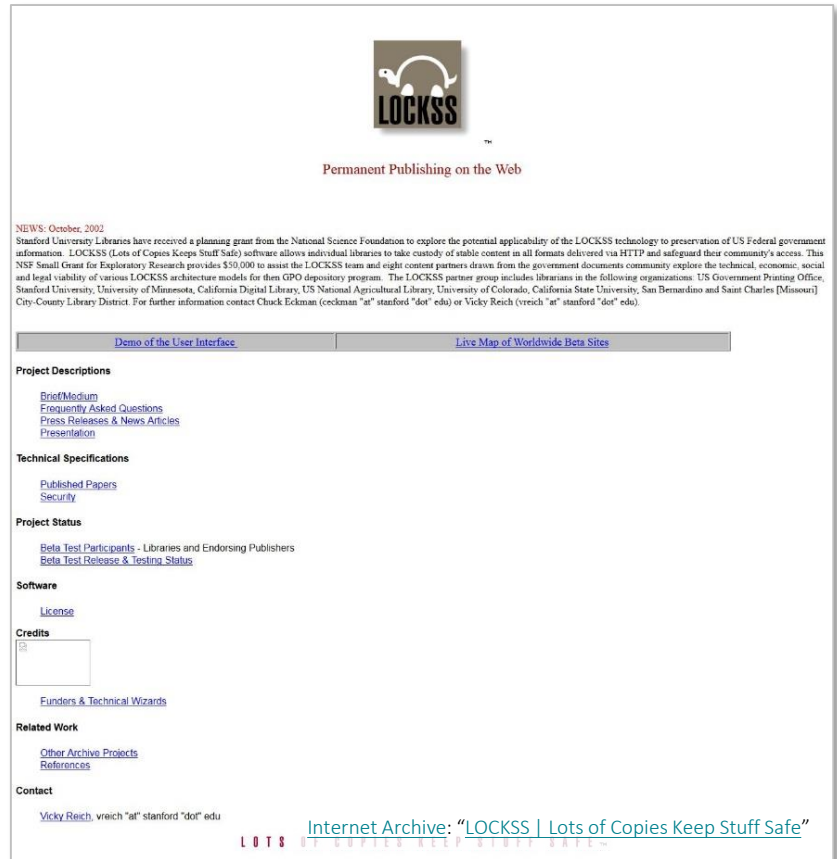 LOCKSS
TM
Permanent Publishing on the Web
NEWS: October, 2002
Stanford University Libraries have received a planning grant from the National Science Foundation to explore the potential applicability of the LOCKSS technology to preservation of US Federal government
information. LOCKSS (Lots of Copies Keeps Stuff Safe) software allows individual libraries to take custody of stable content in all formats delivered via HTTP and safeguard their community's access. This
NSF Small Grant for Exploratory Research provides $50,000 to assist the LOCKSS team and eight content partners drawn from the government documents community explore the technical, economic, social
and legal viability of various LOCKSS architecture models for then GPO depository program. The LOCKSS partner group includes librarians in the following organizations: US Government Printing Office,
Stanford University, University of Minnesota, California Digital Library, US National Agricultural Library, University of Colorado, California State University, San Bernardino and Saint Charles [Missouri]
City-County Library District. For further information contact Chuck Eckman (ceckman "at" stanford "dot" edu) or Vicky Reich (vreich "at" stanford "dot" edu).
Demo of the User Interface Live Map of Worldwide Beta Sites
Project Descriptions
Brief/Medium
Frequently Asked Questions
Press Releases & News Articles
Presentation
Technical Specifications
Published Papers
Security
Project Status
Beta Test Participants - Libraries and Endorsing Publishers
Beta Test Release & Testing Status
Software
License
Credits
Funders & Technical Wizards
Related Work
Other Archive Projects
References
Contact
Vicky Reich, vreich "at" stanford "dot" edu
Internet Archive: “LOCKSS | Lots of Copies Keep Stuff Safe”
LOTS OF COPIES KEEP STUFF SAFE